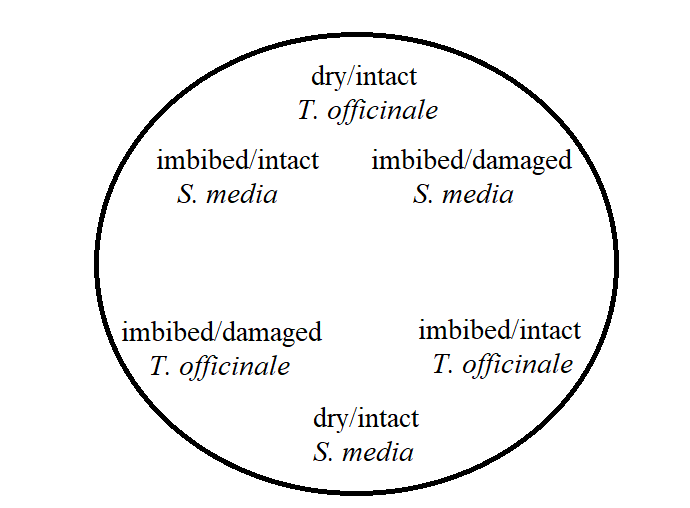 dry/intact
T. officinale
imbibed/intact
S. media
imbibed/damaged
S. media
imbibed/damaged
T. officinale
imbibed/intact
T. officinale
dry/intact
S. media